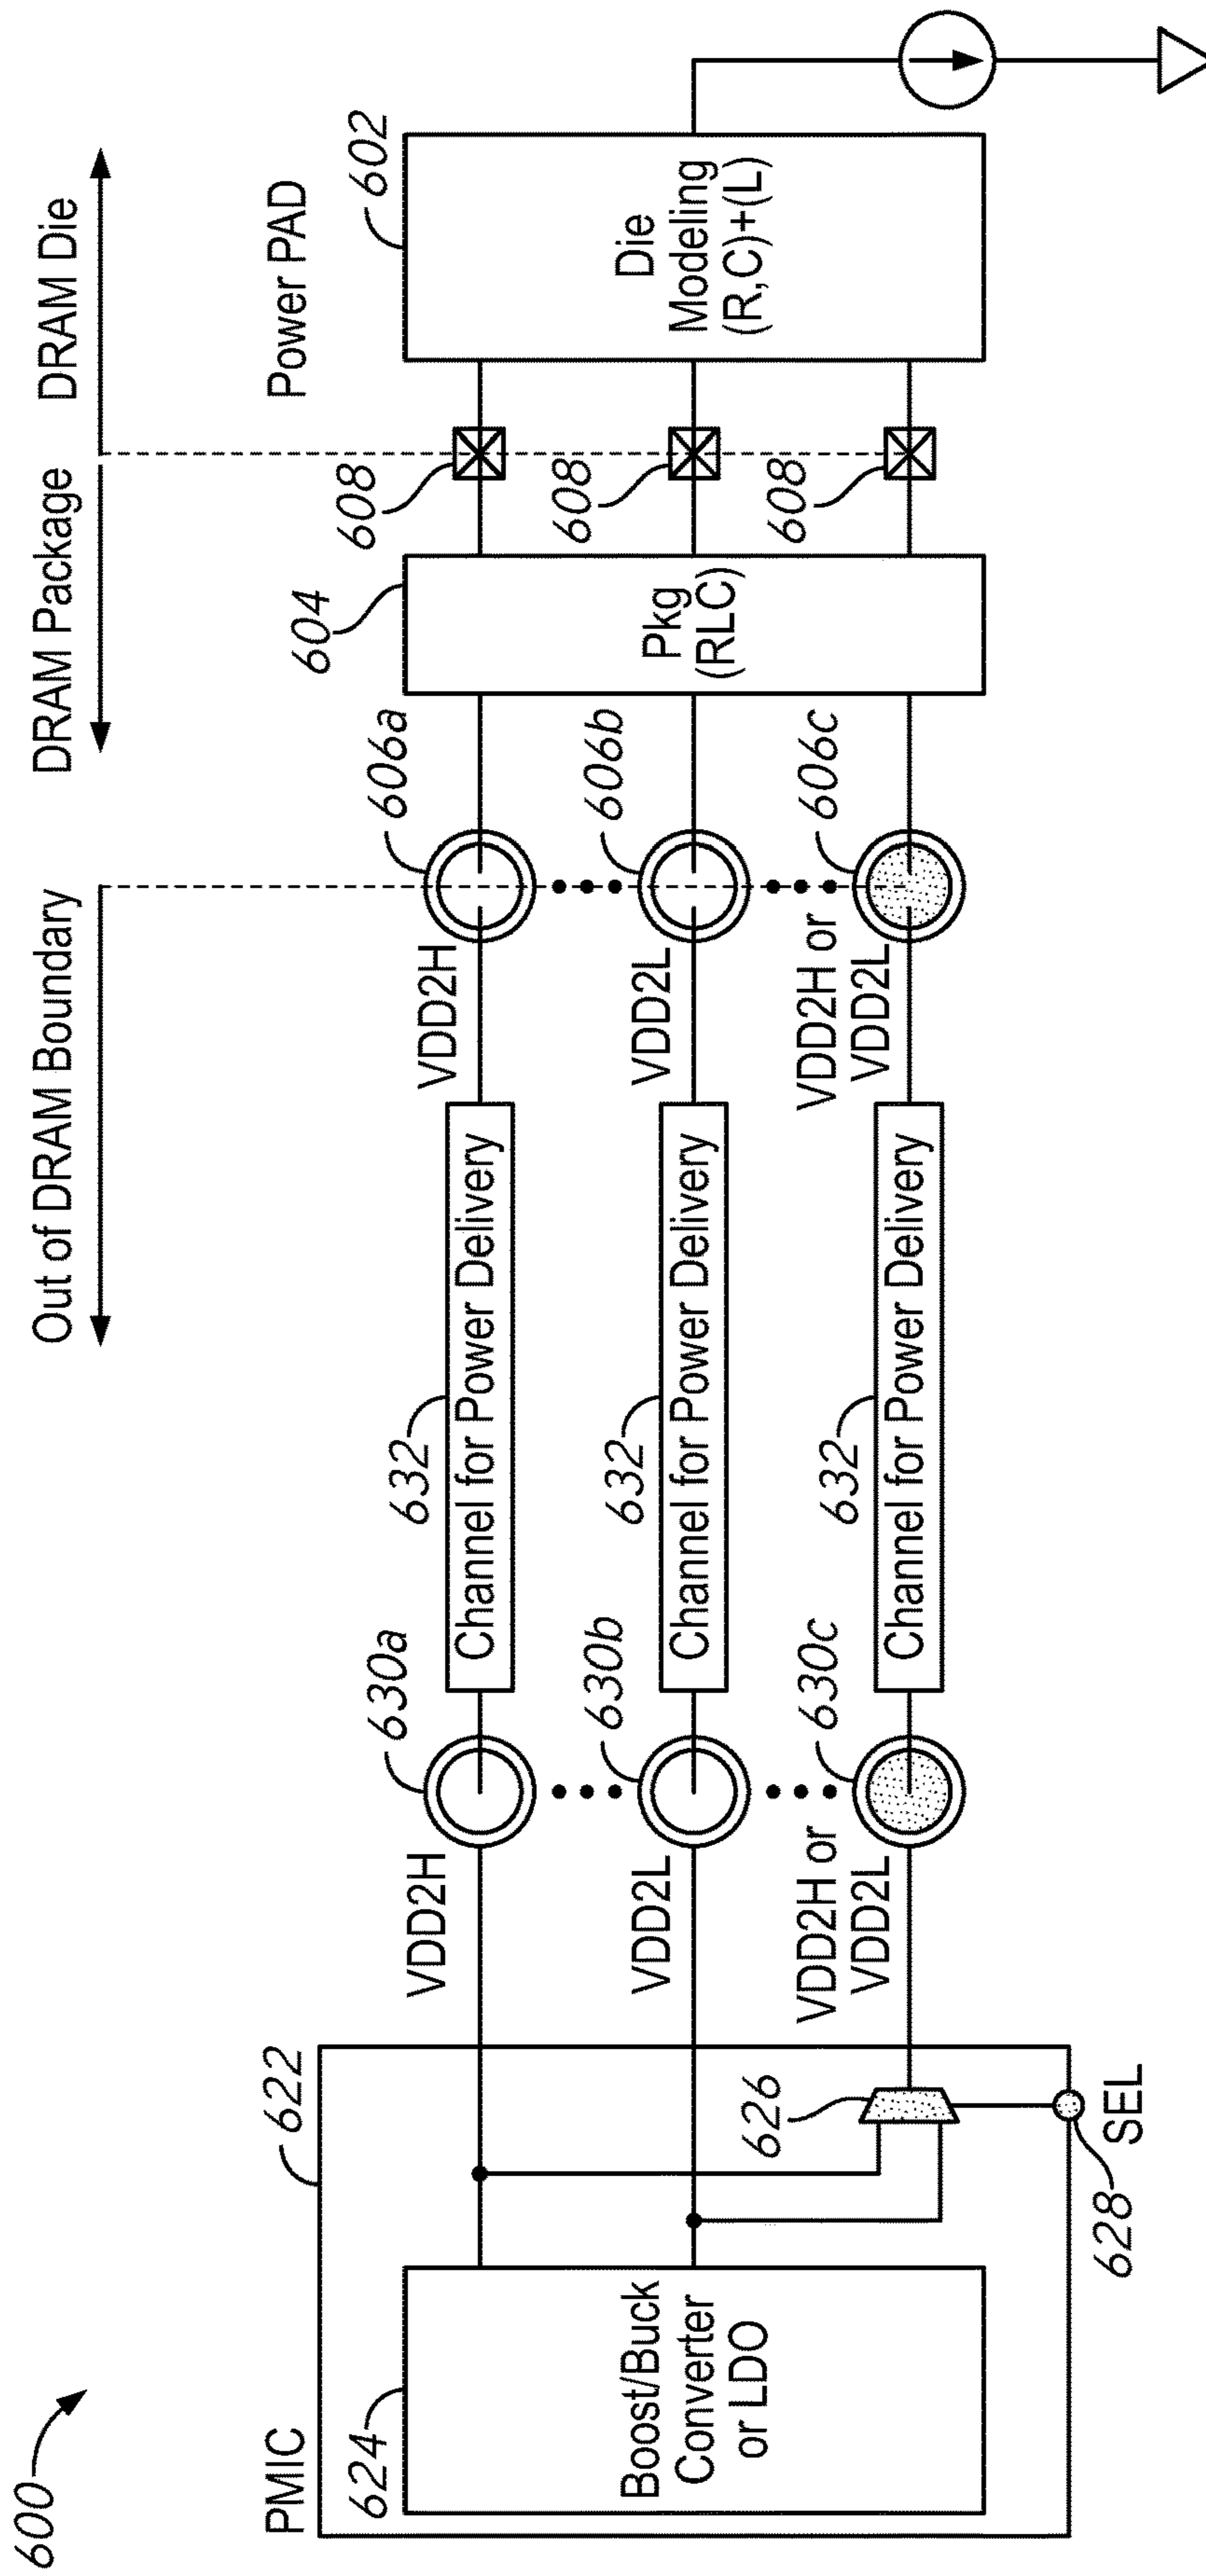 600
Out of DRAM Boundary
DRAM Package
DRAM Die
PMIC
622
624
Boost/Buck
Converter
or LDO
626
628
SEL
VDD2H
VDD2L
VDD2H or
VDD2L
630a
630b
630c
632
Channel for Power Delivery
632
Channel for Power Delivery
632
Channel for Power Delivery
VDD2H
VDD2L
VDD2H or
VDD2L
606a
606b
606c
604
Pkg
(RLC)
608
608
608
Power PAD
602
Die
Modeling
(R,C)+(L)